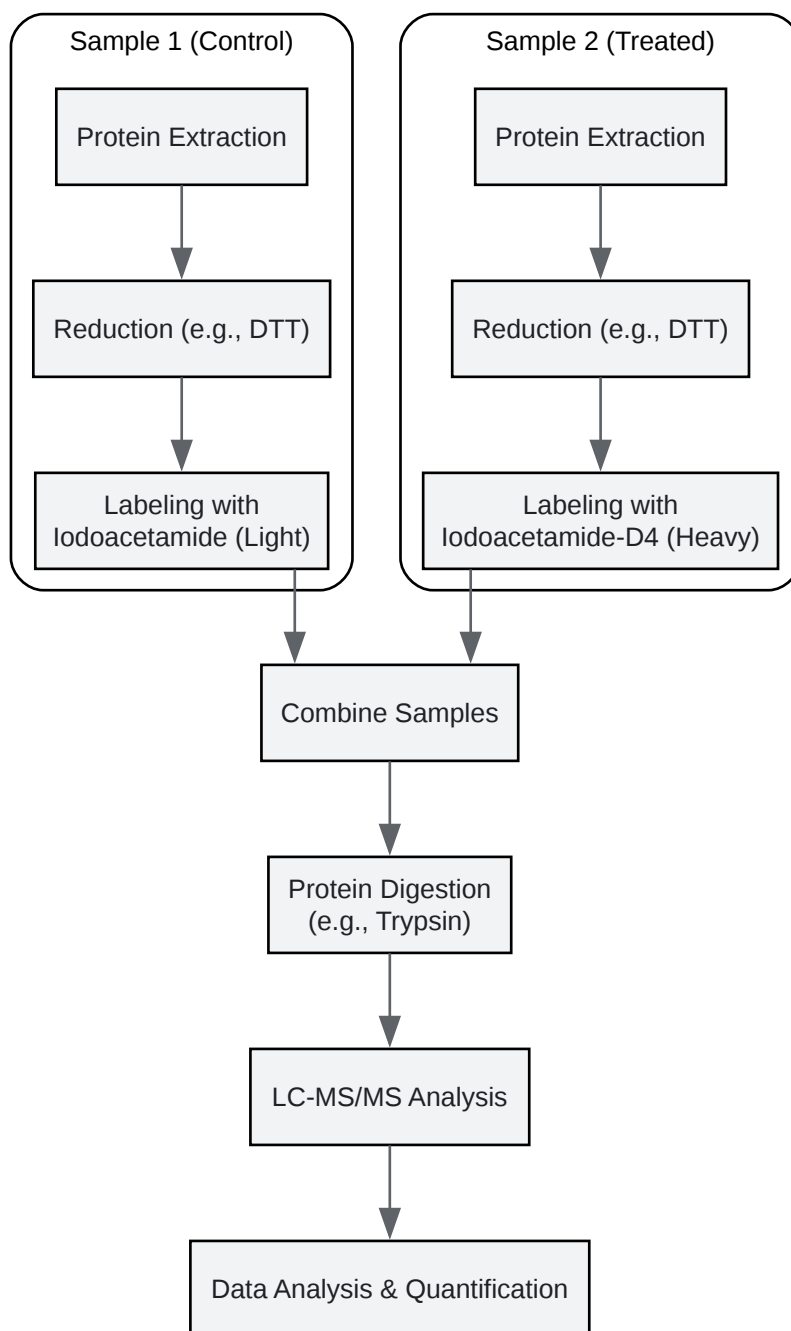 Sample 1 (Control)
Protein Extraction
Reduction (e.g., DTT)
Labeling with
Iodoacetamide (Light)
Sample 2 (Treated)
Protein Extraction
Reduction (e.g., DTT)
Labeling with
Iodoacetamide-D4 (Heavy)
Combine Samples
Protein Digestion
(e.g., Trypsin)
LC-MS/MS Analysis
Data Analysis & Quantification